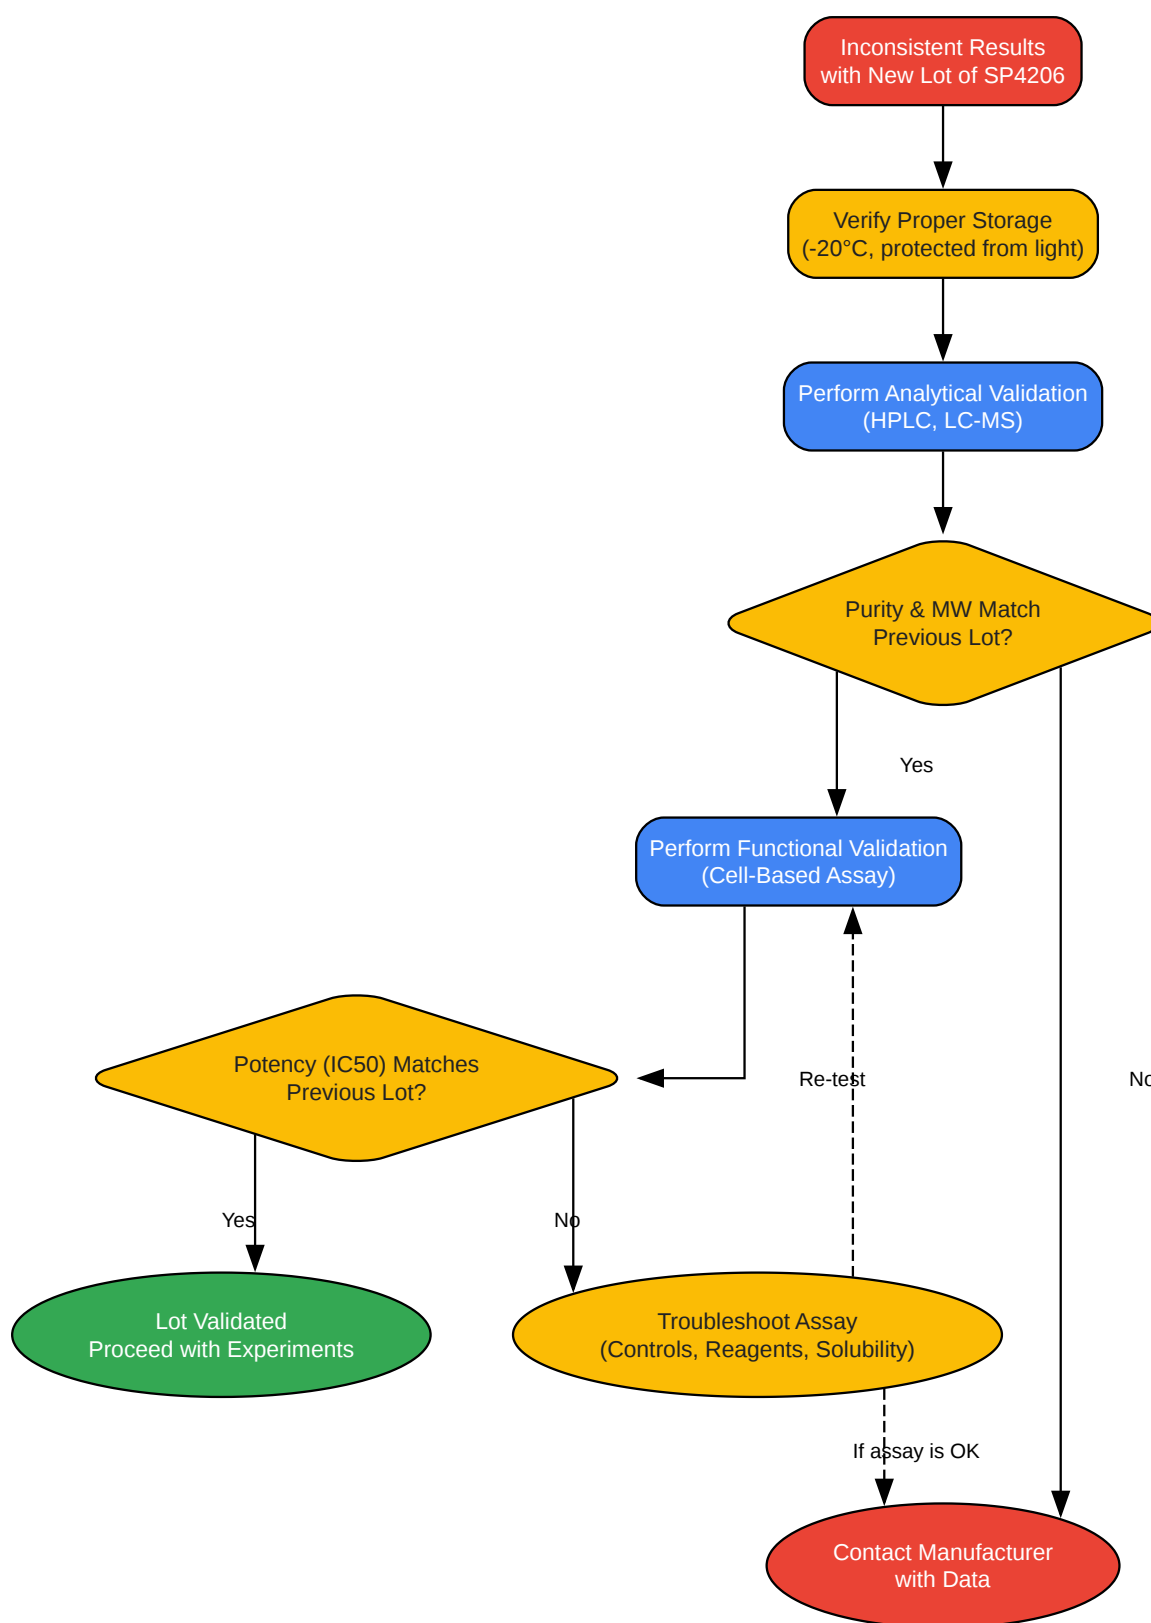 Inconsistent Results
with New Lot of SP4206
Verify Proper Storage
(-20°C, protected from light)
Perform Analytical Validation
(HPLC, LC-MS)
Purity & MW Match
Previous Lot?
Yes
Perform Functional Validation
(Cell-Based Assay)
Potency (IC50) Matches
Previous Lot?
Re-test
No
Yes
No
Lot Validated
Proceed with Experiments
Troubleshoot Assay
(Controls, Reagents, Solubility)
If assay is OK
Contact Manufacturer
with Data